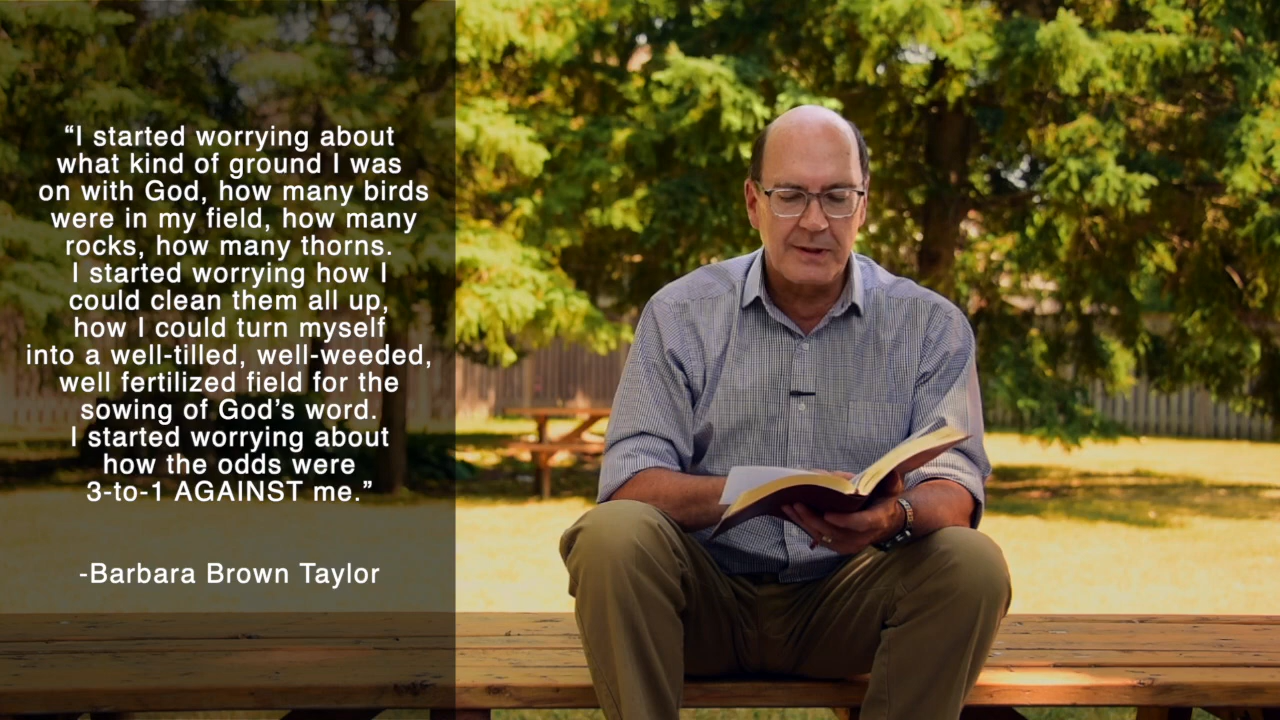 “I started worrying about
what kind of ground I was
on with God, how many birds
were in my field, how many
rocks, how many thorns.
I started worrying how I
could clean them all up,
how I could turn myself
into a well-tilled, well-weeded,
well fertilized field for the
sowing of God’s word.
I started worrying about
how the odds were
3-to-1 AGAINST me.”
-Barbara Brown Taylor